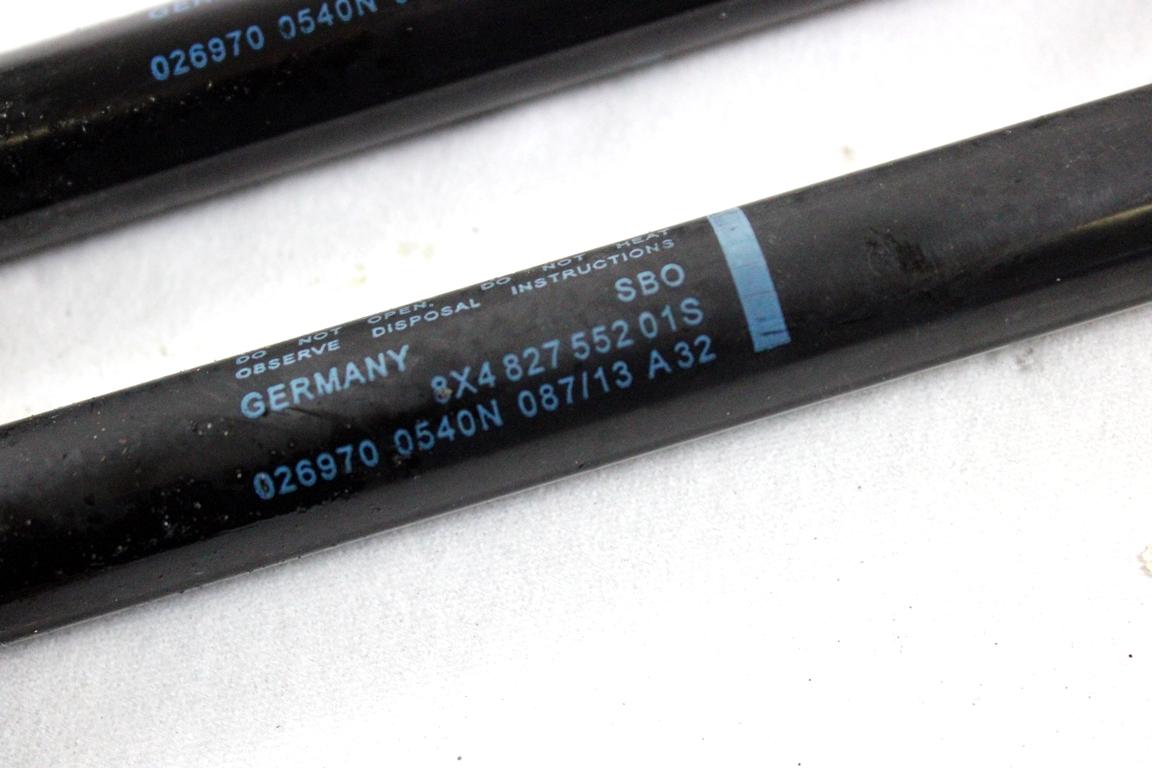 GERM
026970 0540N
DO NOT OPEN. DO NOT HEAT
OBSERVE DISPOSAL INSTRUCTIONS
SBO
GERMANY 8X4 827 552 01S
026970 0540N 087/13 A32